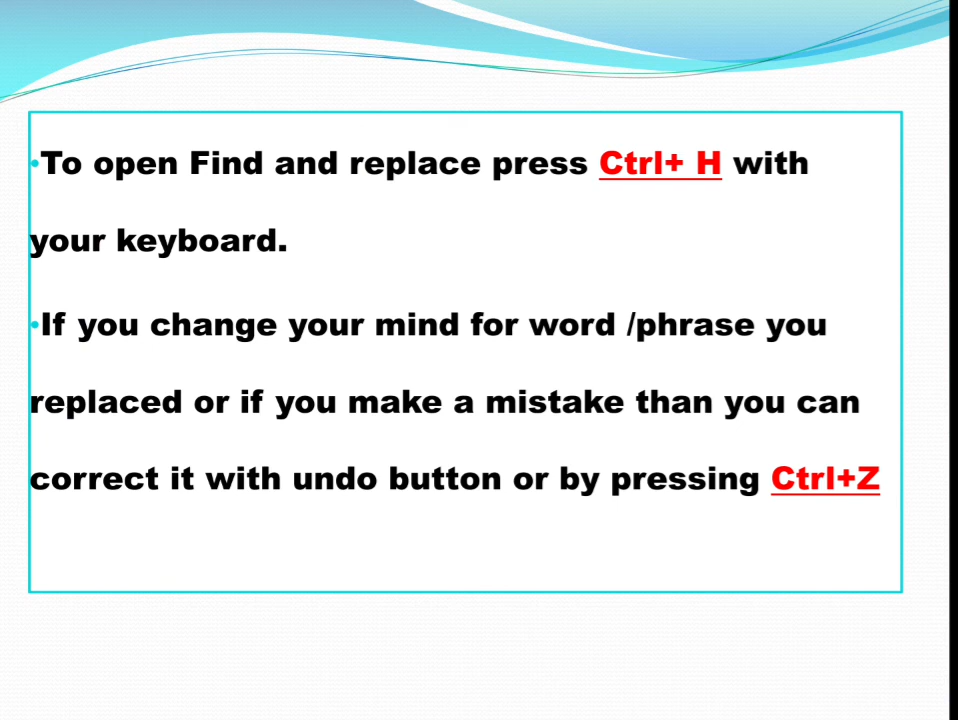 •To open Find and replace press Ctrl+ H with
your keyboard.
•If you change your mind for word /phrase you
replaced or if you make a mistake than you can
correct it with undo button or by pressing Ctrl+Z